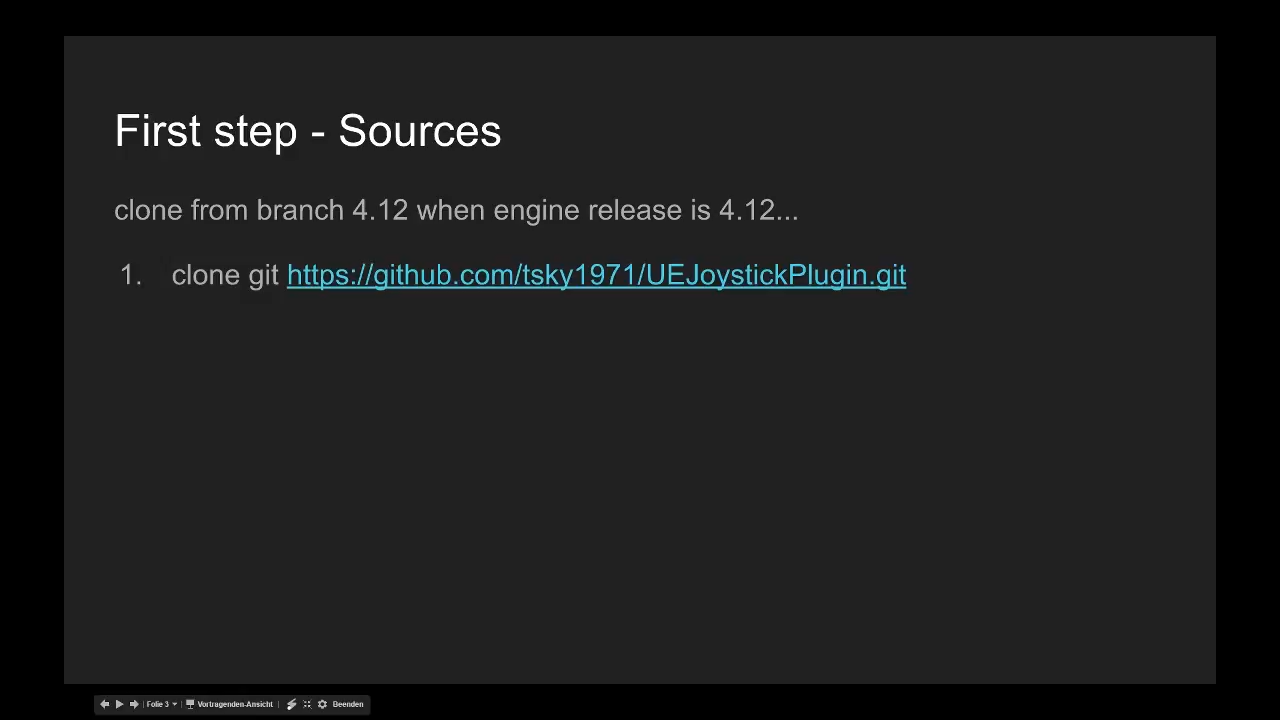 First step - Sources
clone from branch 4.12 when engine release is 4.12...
1. clone git https://github.com/tsky1971/UEJoystickPlugin.git
Folie 3 Vortragenden-Ansicht Beenden